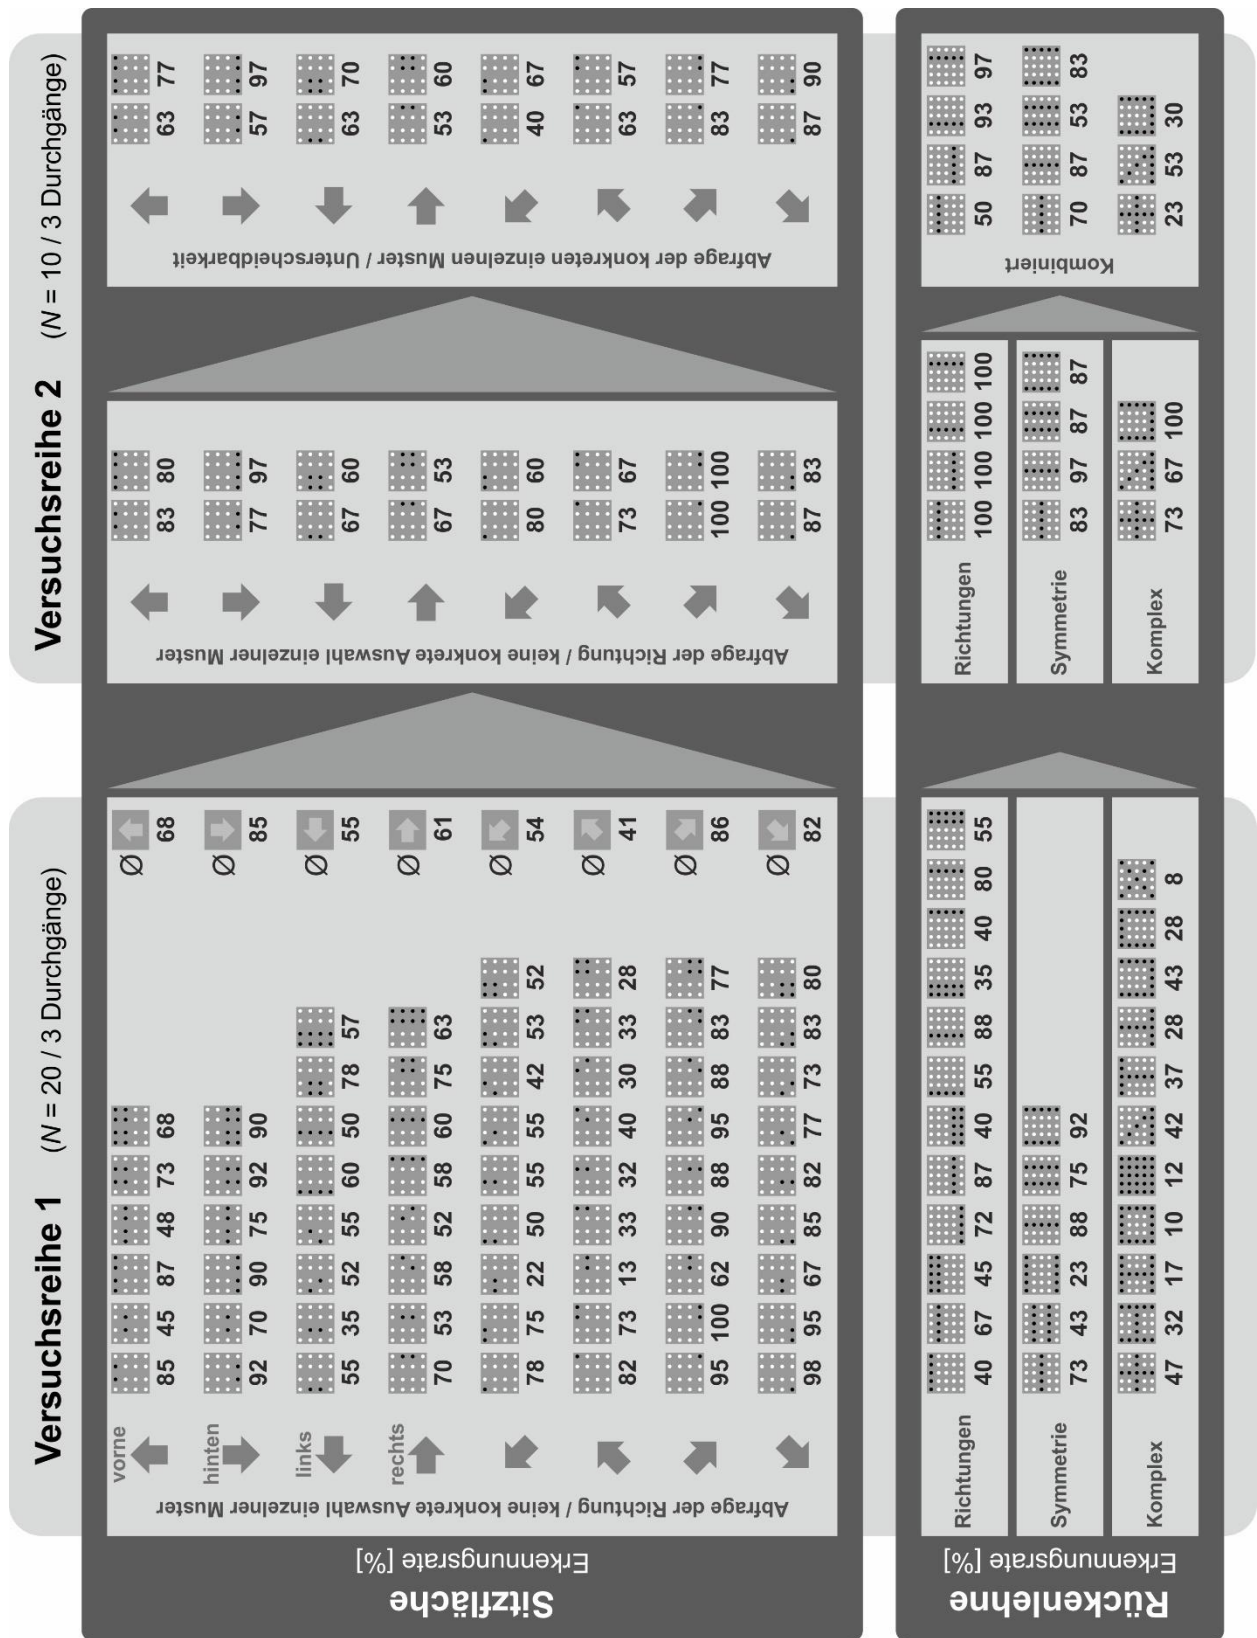 Versuchsreihe 1 (N = 20 / 3 Durchgänge)
Versuchsreihe 2 (N = 10 / 3 Durchgänge)
Sitzfläche
Erkennungsrate [%]
Abfrage der Richtung / keine konkrete Auswahl einzelner Muster
vorne
Ø
85 45 87 48 73 68 68
hinten
Ø
92 70 90 75 92 90 85
links
Ø
55 35 52 55 60 50 78 57 55
rechts
Ø
70 53 58 52 58 60 75 63 61
Ø
78 75 22 50 55 55 42 53 52 54
Ø
82 73 13 33 32 40 30 33 28 41
Ø
95 100 62 90 88 95 88 83 77 86
Ø
98 95 67 85 82 77 73 83 80 82
Abfrage der Richtung / keine konkrete Auswahl einzelner Muster
83 80
77 97
67 60
67 53
80 60
73 67
100 100
87 83
Abfrage der konkreten einzelnen Muster / Unterscheidbarkeit
63 77
57 97
63 70
53 60
40 67
63 57
83 77
87 90
Rückenlehne
Erkennungsrate [%]
Richtungen
40 67 45 72 87 40 55 88 35 40 80 55
Symmetrie
73 43 23 88 75 92
Komplex
47 32 17 10 12 42 37 28 43 28 8
Richtungen
100 100 100 100
Symmetrie
83 97 87 87
Komplex
73 67 100
Kombiniert
50 87 93 97
70 87 53 83
23 53 30